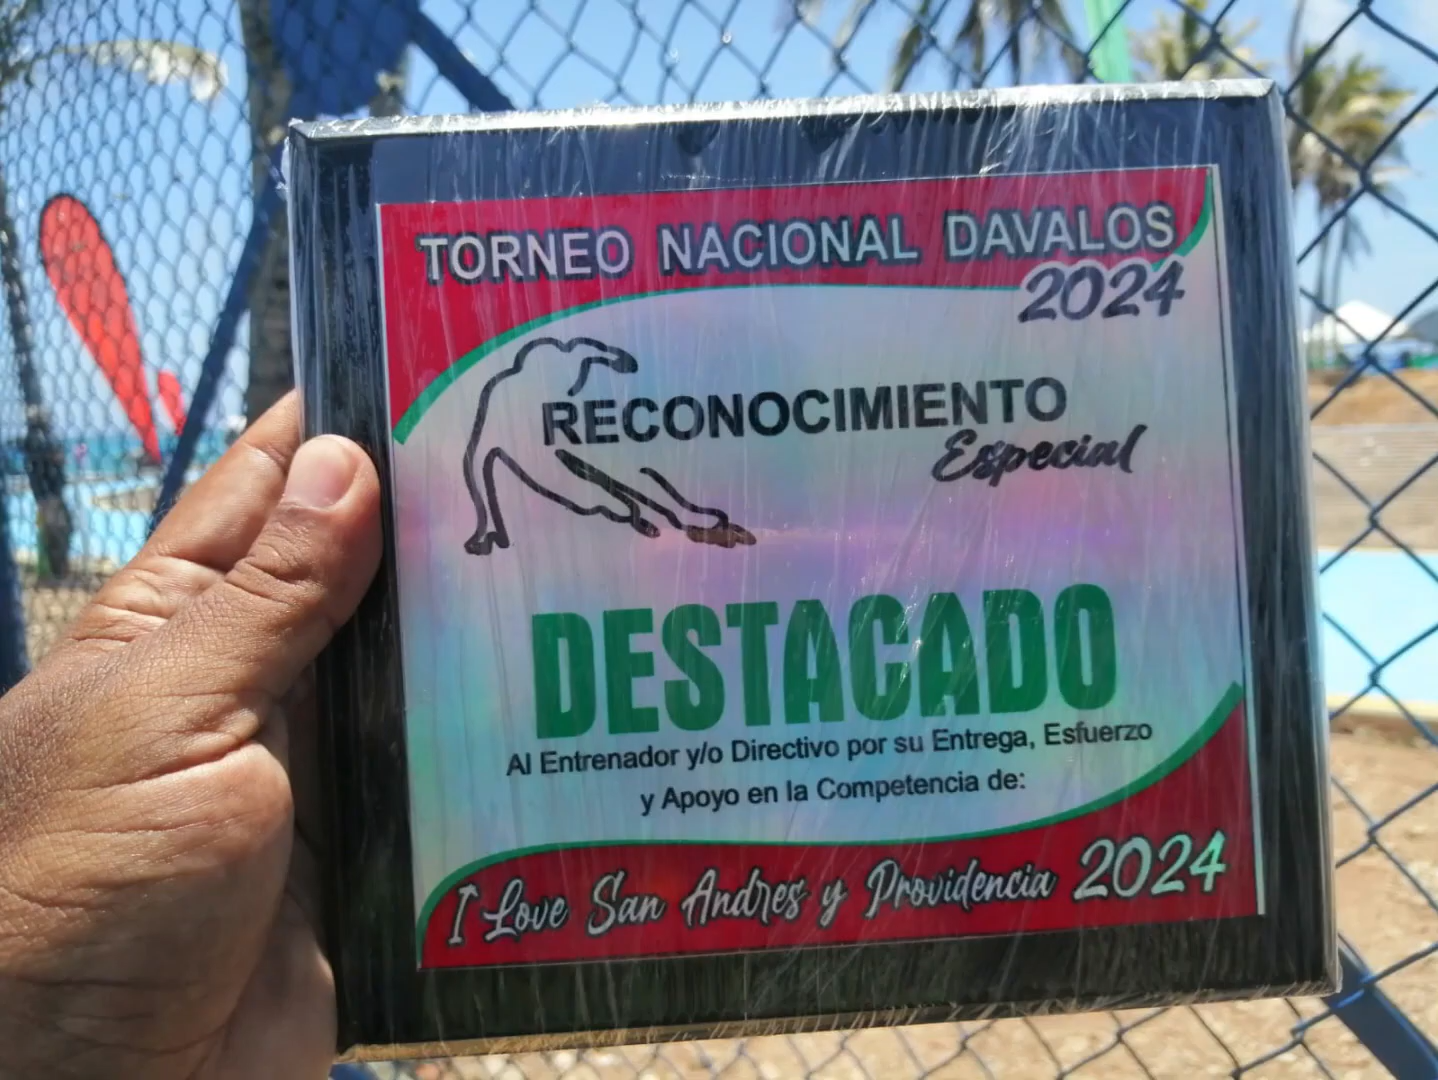 TORNEO NACIONAL DAVALOS
2024
RECONOCIMIENTO
Especial
DESTACADO
Al Entrenador y/o Directivo por su Entrega, Esfuerzo
y Apoyo en la Competencia de:
I Love San Andres y Providencia 2024